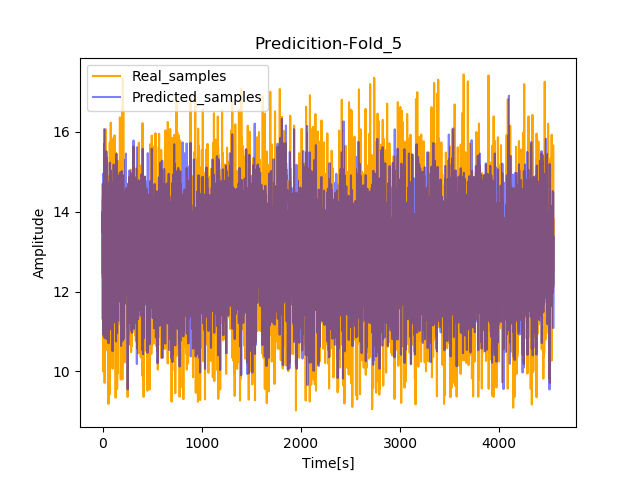 Predicition-Fold_5
Real_samples
Predicted_samples
16
14
12
10
Amplitude
0 1000 2000 3000 4000
Time[s]